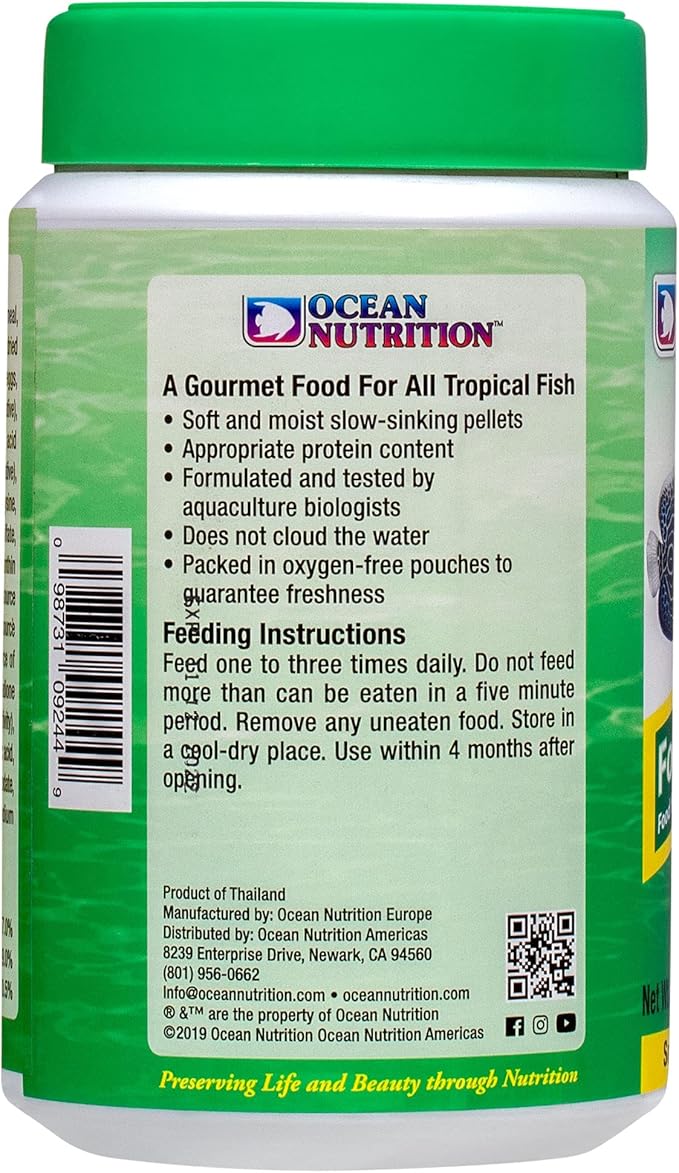 OCEAN
NUTRITION™
A Gourmet Food For All Tropical Fish
• Soft and moist slow-sinking pellets
• Appropriate protein content
• Formulated and tested by
aquaculture biologists
• Does not cloud the water
• Packed in oxygen-free pouches to
guarantee freshness
Feeding Instructions
Feed one to three times daily. Do not feed
more than can be eaten in a five minute
period. Remove any uneaten food. Store in
a cool-dry place. Use within 4 months after
opening.
Product of Thailand
Manufactured by: Ocean Nutrition Europe
Distributed by: Ocean Nutrition Americas
8239 Enterprise Drive, Newark, CA 94560
(801) 956-0662
Info@oceannutrition.com • oceannutrition.com
® &™ are the property of Ocean Nutrition
©2019 Ocean Nutrition Ocean Nutrition Americas
Preserving Life and Beauty through Nutrition
0 98731 09244 9
Food
Net